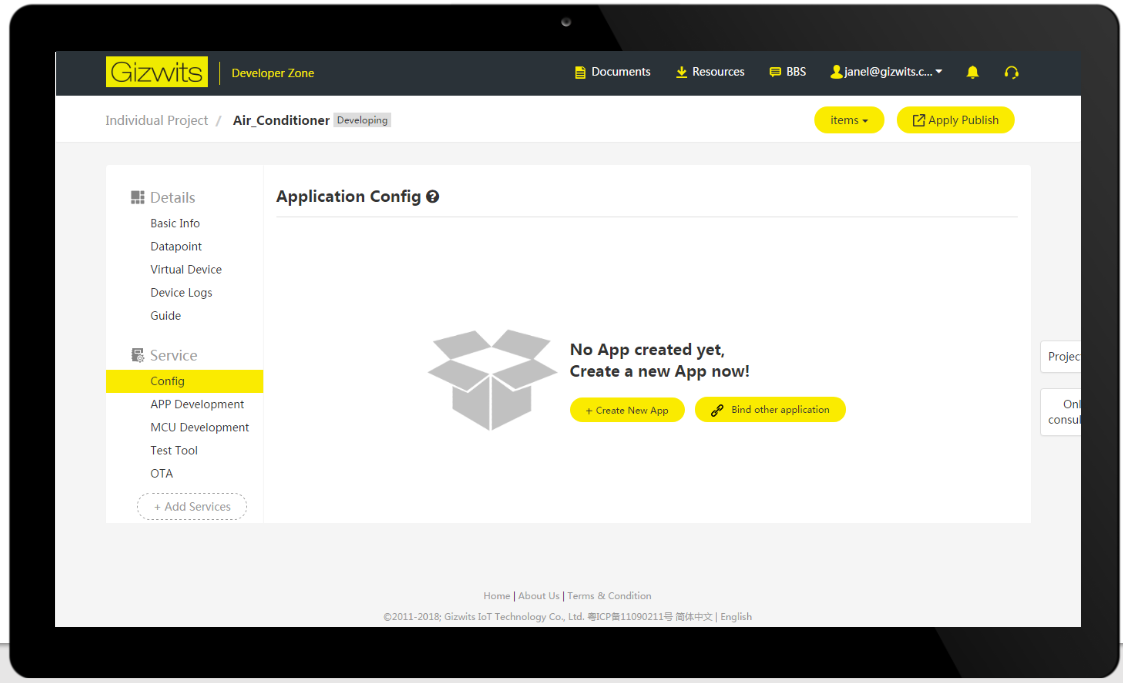 Gizwits
Developer Zone
Documents
Resources
BBS
janel@gizwits.c...
Individual Project / Air_Conditioner Developing
items
Apply Publish
Details
Basic Info
Datapoint
Virtual Device
Device Logs
Guide
Service
Config
APP Development
MCU Development
Test Tool
OTA
+ Add Services
Application Config ?
No App created yet,
Create a new App now!
+ Create New App
Bind other application
Projec
Onl
consul
Home | About Us | Terms & Condition
©2011-2018; Gizwits IoT Technology Co., Ltd. 粤ICP备11090211号 简体中文 | English